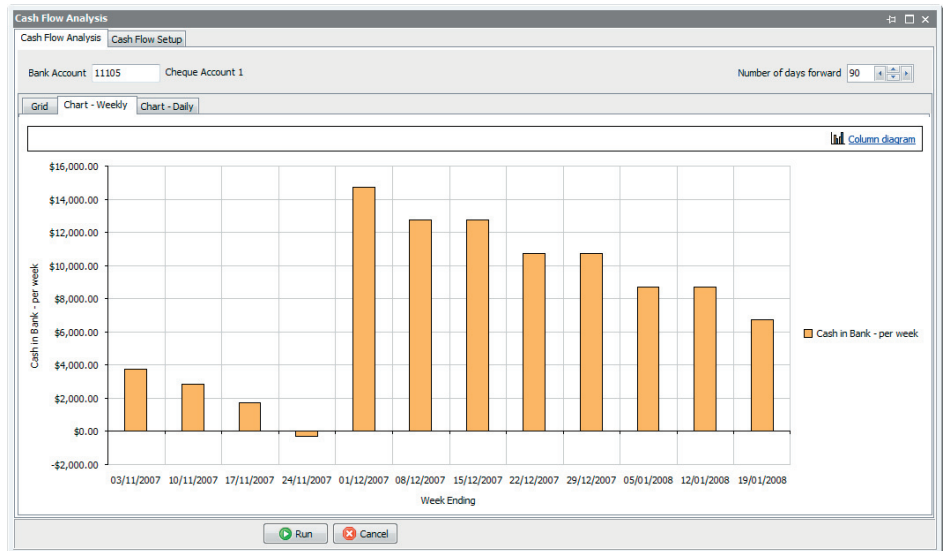 Cash Flow Analysis
Cash Flow Analysis Cash Flow Setup
Bank Account 11105 Cheque Account 1 Number of days forward 90
Grid Chart - Weekly Chart - Daily
Column diagram
$16,000.00
$14,000.00
$12,000.00
$10,000.00
$8,000.00
$6,000.00
$4,000.00
$2,000.00
$0.00
-$2,000.00
Cash in Bank - per week
Cash in Bank - per week
03/11/2007 10/11/2007 17/11/2007 24/11/2007 01/12/2007 08/12/2007 15/12/2007 22/12/2007 29/12/2007 05/01/2008 12/01/2008 19/01/2008
Week Ending
Run Cancel